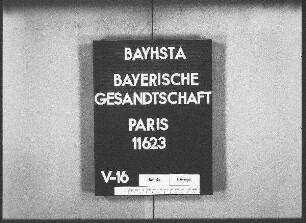 BAYHSTA
BAYERISCHE
GESANDTSCHAFT
PARIS
11623
V-16